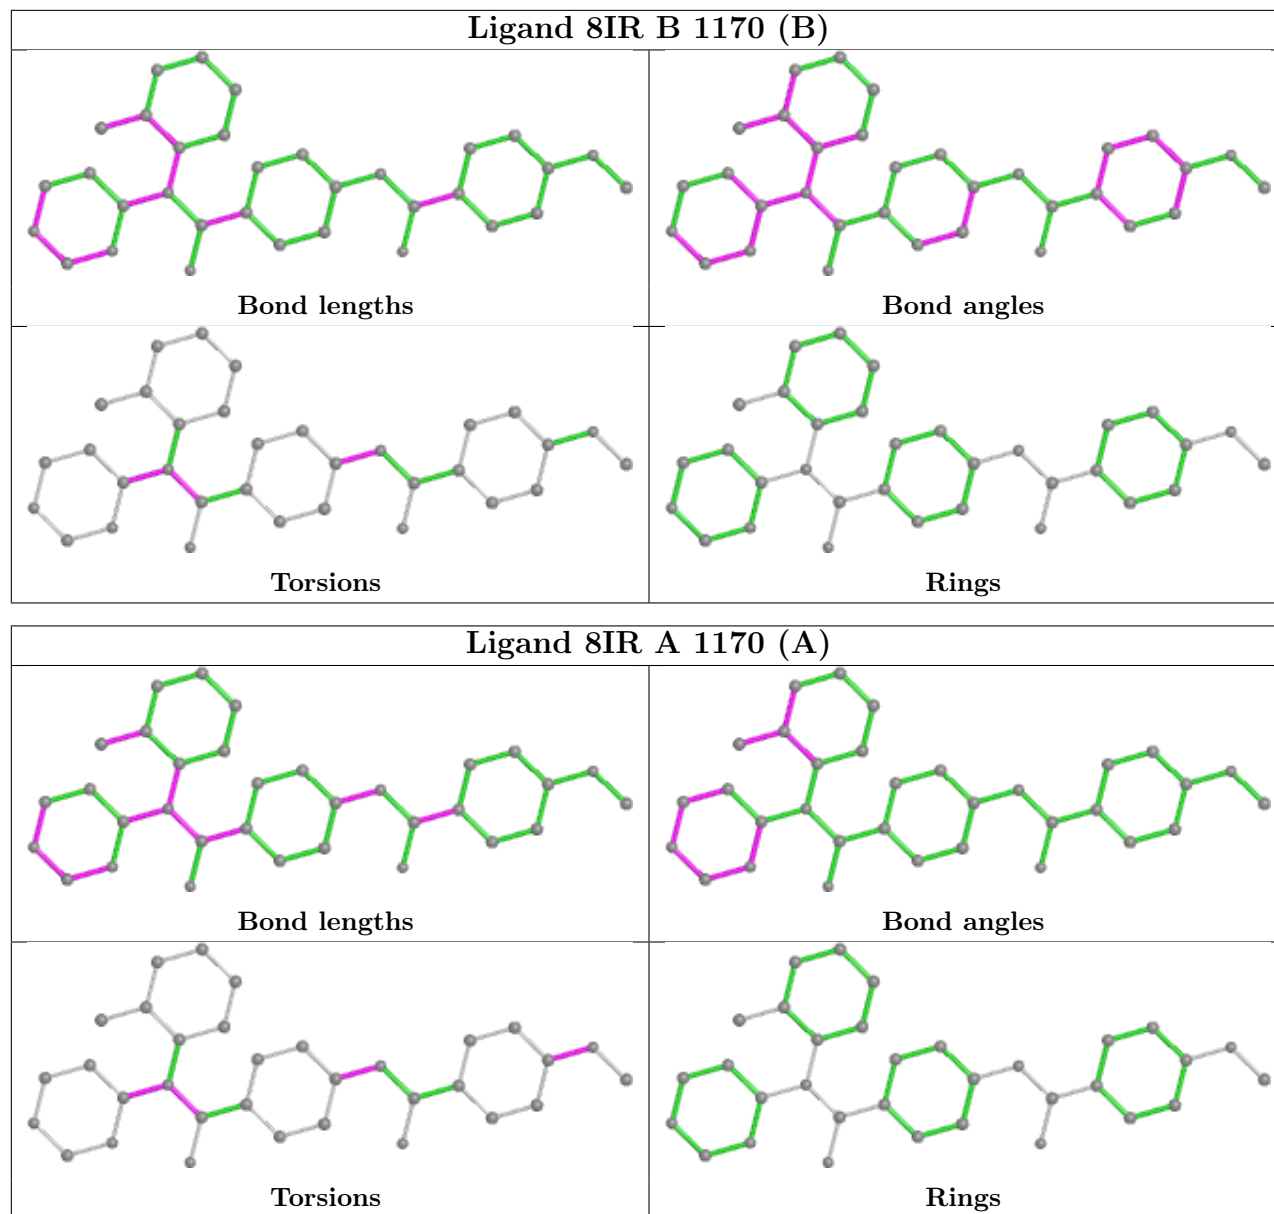 Ligand 8IR B 1170 (B)
Bond lengths
Bond angles
Torsions
Rings
Ligand 8IR A 1170 (A)
Bond lengths
Bond angles
Torsions
Rings